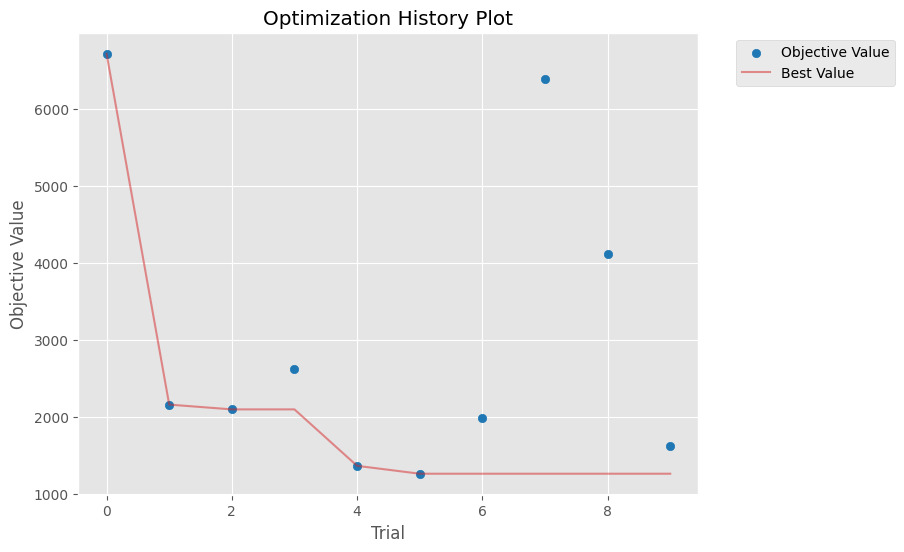 Optimization History Plot
Objective Value
Best Value
6000
5000
4000
3000
2000
1000
Objective Value
0
2
4
6
8
Trial